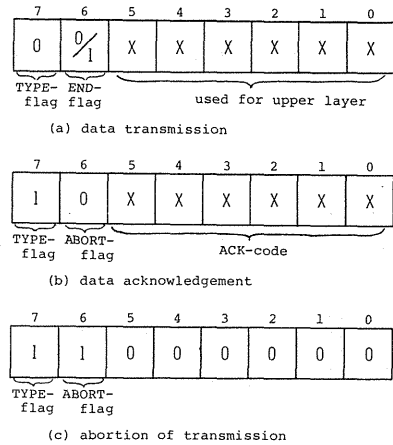 7 6 5 4 3 2 1 0
0 0/1 X X X X X X
TYPE- END-
flag flag used for upper layer
(a) data transmission
7 6 5 4 3 2 1 0
1 0 X X X X X X
TYPE- ABORT-
flag flag ACK-code
(b) data acknowledgement
7 6 5 4 3 2 1 0
1 1 0 0 0 0 0 0
TYPE- ABORT-
flag flag
(c) abortion of transmission